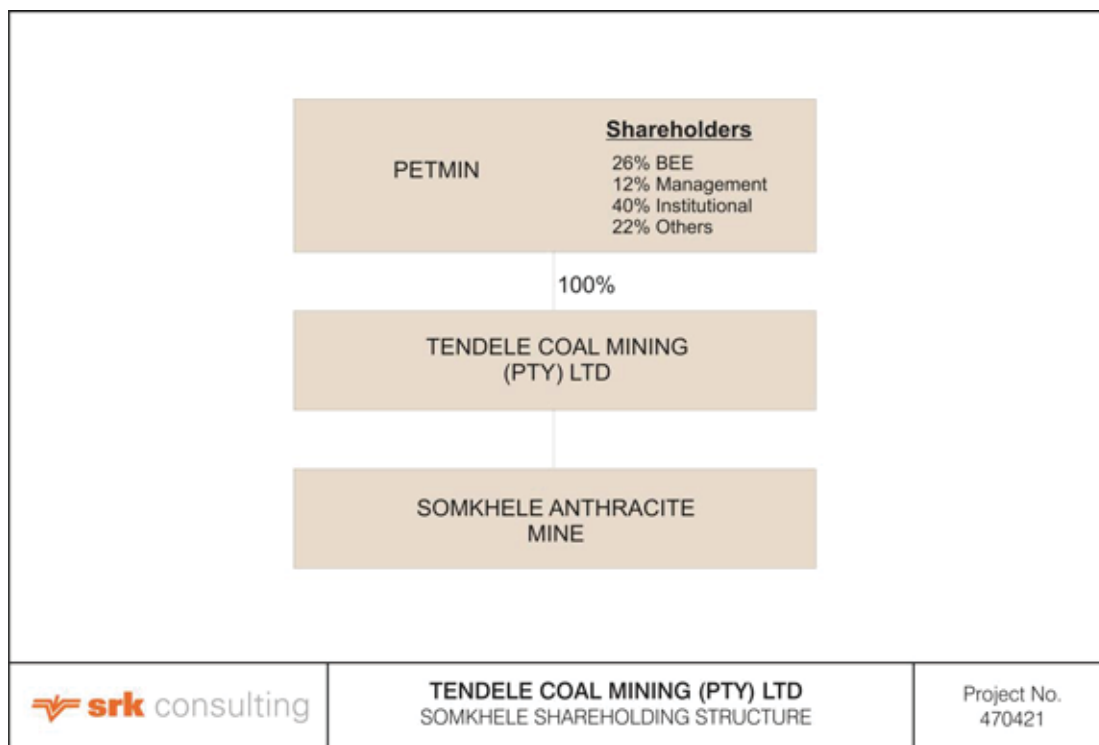 PETMIN
Shareholders
26% BEE
12% Management
40% Institutional
22% Others
100%
TENDELE COAL MINING
(PTY) LTD
SOMKHELE ANTHRACITE
MINE
srk consulting
TENDELE COAL MINING (PTY) LTD
SOMKHELE SHAREHOLDING STRUCTURE
Project No.
470421